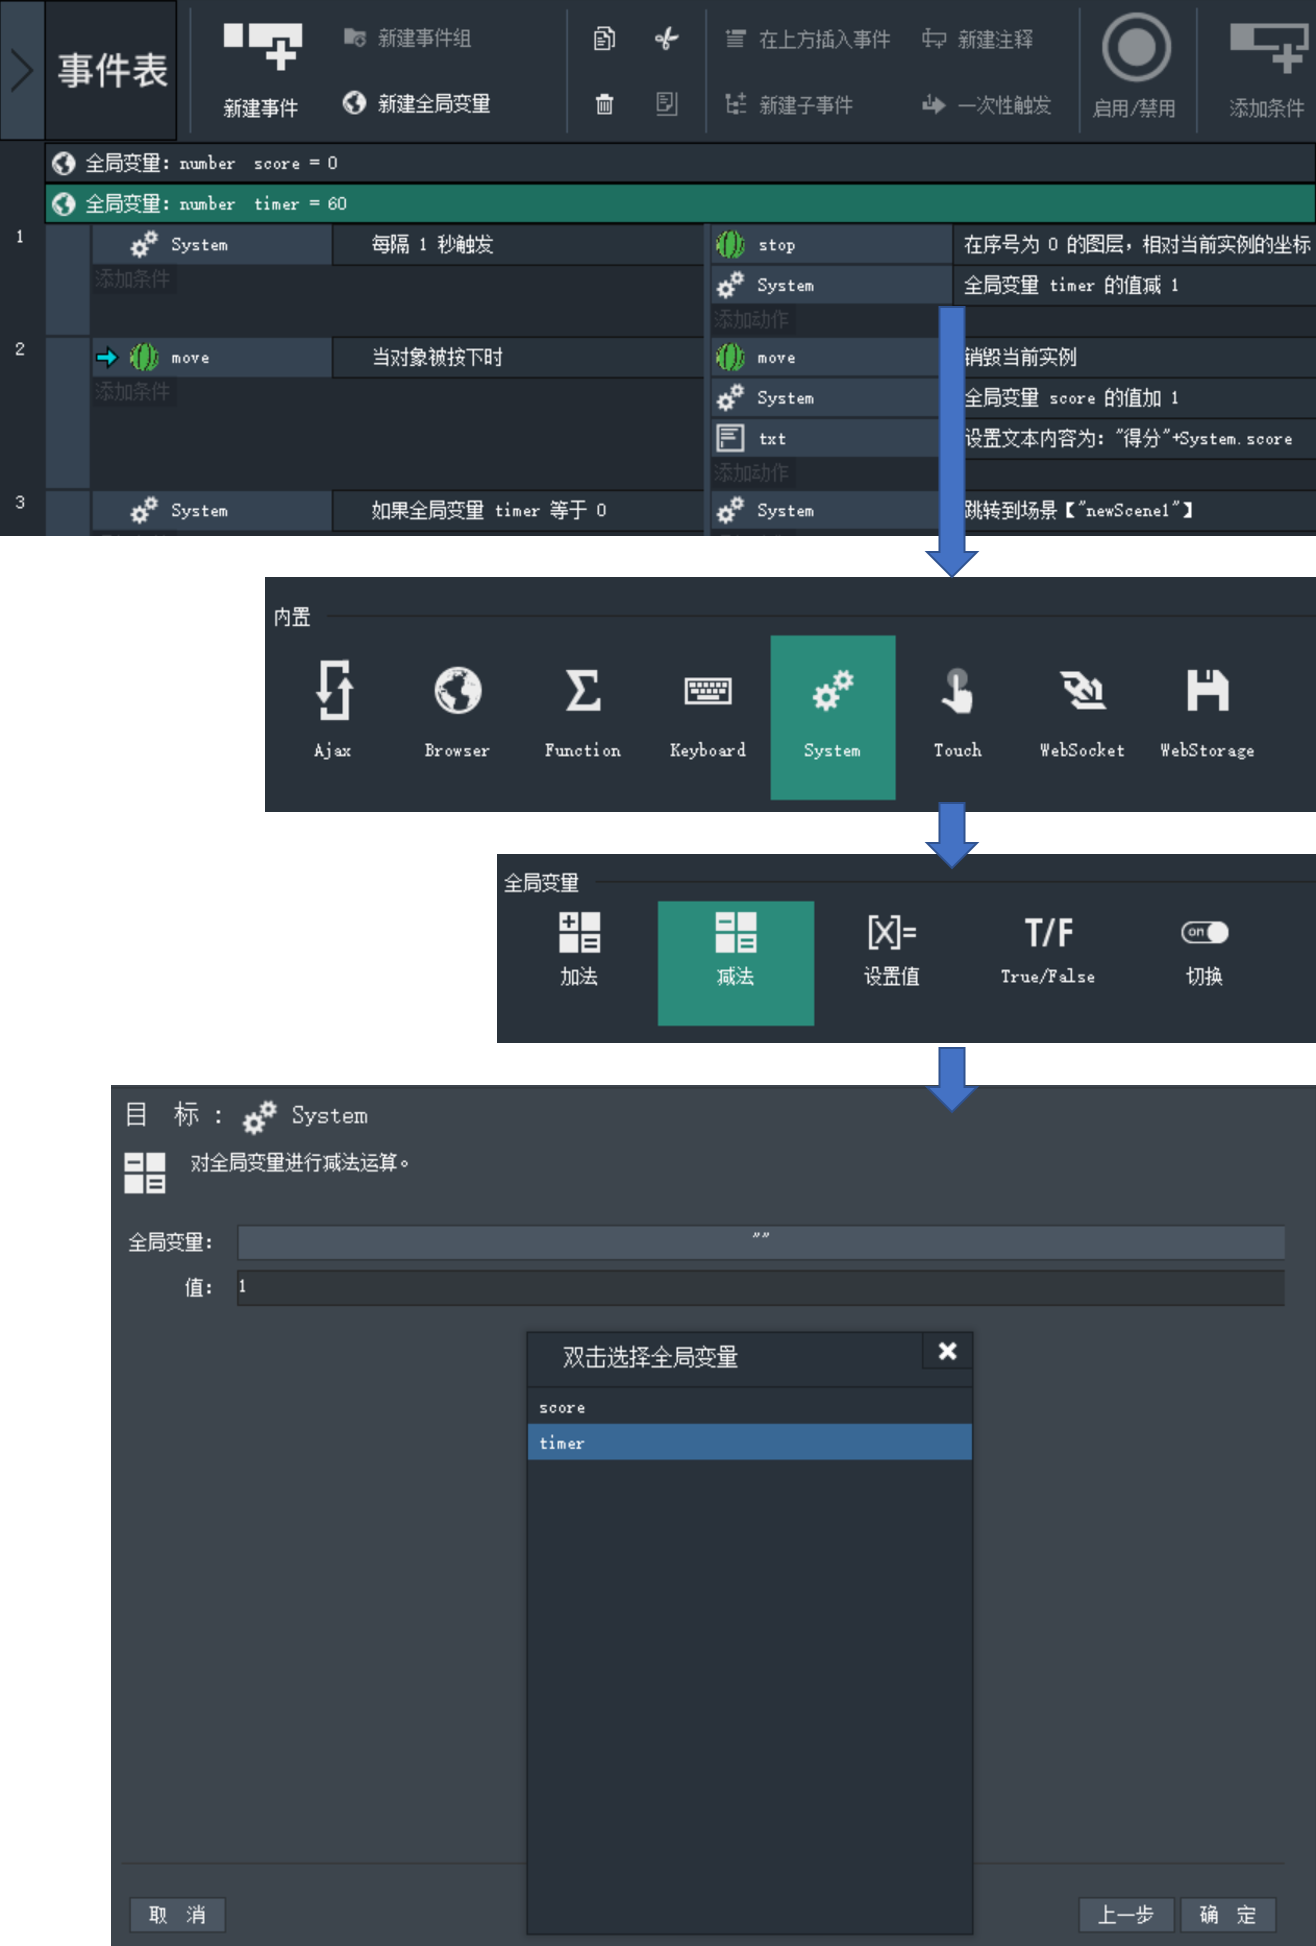 事件表
新建事件
新建事件组
新建全局变量
在上方插入事件
新建子事件
新建注释
一次性触发
启用/禁用
添加条件
全局变量: number score = 0
全局变量: number timer = 60
1
System 每隔 1 秒触发
添加条件
stop 在序号为 0 的图层，相对当前实例的坐标
System 全局变量 timer 的值减 1
添加动作
2
move 当对象被按下时
添加条件
move 销毁当前实例
System 全局变量 score 的值加 1
txt 设置文本内容为: "得分"+System.score
添加动作
3
System 如果全局变量 timer 等于 0
System 跳转到场景【"newScene1"】
内置
Ajax Browser Function Keyboard System Touch WebSocket WebStorage
全局变量
[X]= T/F on
加法 减法 设置值 True/False 切换
目 标: System
对全局变量进行减法运算。
全局变量: ""
值: 1
双击选择全局变量
score
timer
取 消 上一步 确 定